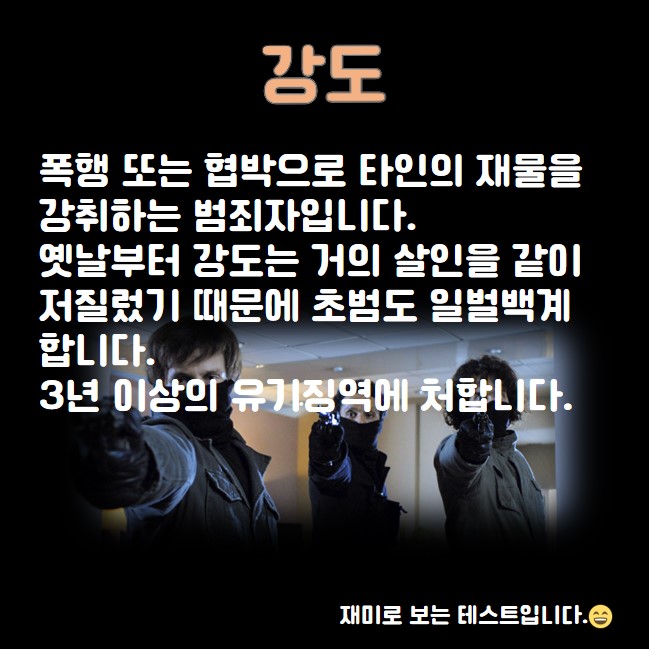 강도
폭행 또는 협박으로 타인의 재물을
강취하는 범죄자입니다.
옛날부터 강도는 거의 살인을 같이
저질렀기 때문에 초범도 일벌백계
합니다.
3년 이상의 유기징역에 처합니다.
재미로 보는 테스트입니다.😄